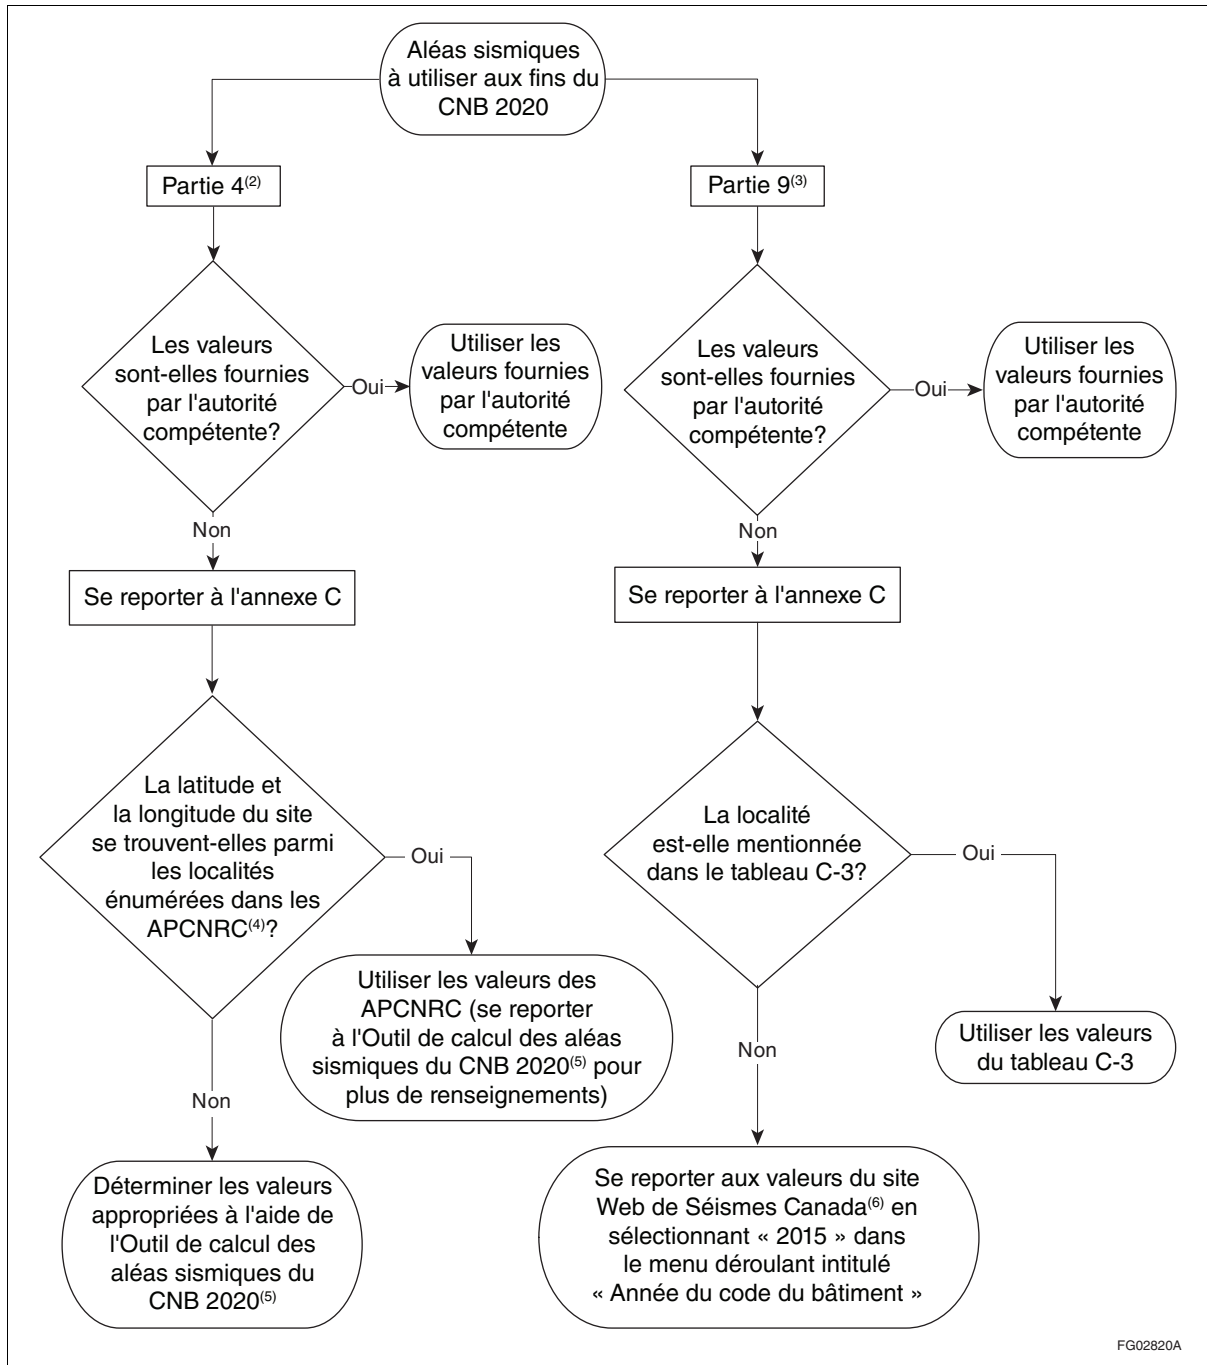 Aléas sismiques
à utiliser aux fins du
CNB 2020
Partie 4(2)
Partie 9(3)
Les valeurs
sont-elles fournies
par l'autorité
compétente?
Oui
Utiliser les
valeurs fournies
par l'autorité
compétente
Les valeurs
sont-elles fournies
par l'autorité
compétente?
Oui
Utiliser les
valeurs fournies
par l'autorité
compétente
Non
Non
Se reporter à l'annexe C
Se reporter à l'annexe C
La latitude et
la longitude du site
se trouvent-elles parmi
les localités
énumérées dans les
APCNRC(4)?
Oui
La localité
est-elle mentionnée
dans le tableau C-3?
Oui
Utiliser les valeurs des
APCNRC (se reporter
à l'Outil de calcul des aléas
sismiques du CNB 2020(5) pour
plus de renseignements)
Utiliser les valeurs
du tableau C-3
Non
Non
Déterminer les valeurs
appropriées à l'aide de
l'Outil de calcul des
aléas sismiques du
CNB 2020(5)
Se reporter aux valeurs du site
Web de Séismes Canada(6) en
sélectionnant « 2015 » dans
le menu déroulant intitulé
« Année du code du bâtiment »
FG02820A